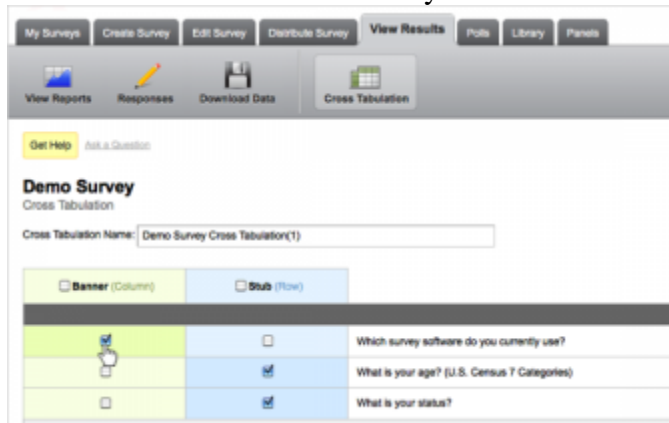 My Surveys Create Survey Edit Survey Distribute Survey View Results Polls Library Panels
View Reports Responses Download Data Cross Tabulation
Get Help Ask a Question
Demo Survey
Cross Tabulation
Cross Tabulation Name: Demo Survey Cross Tabulation(1)
Banner (Column) Stub (Row)
Which survey software do you currently use?
What is your age? (U.S. Census 7 Categories)
What is your status?